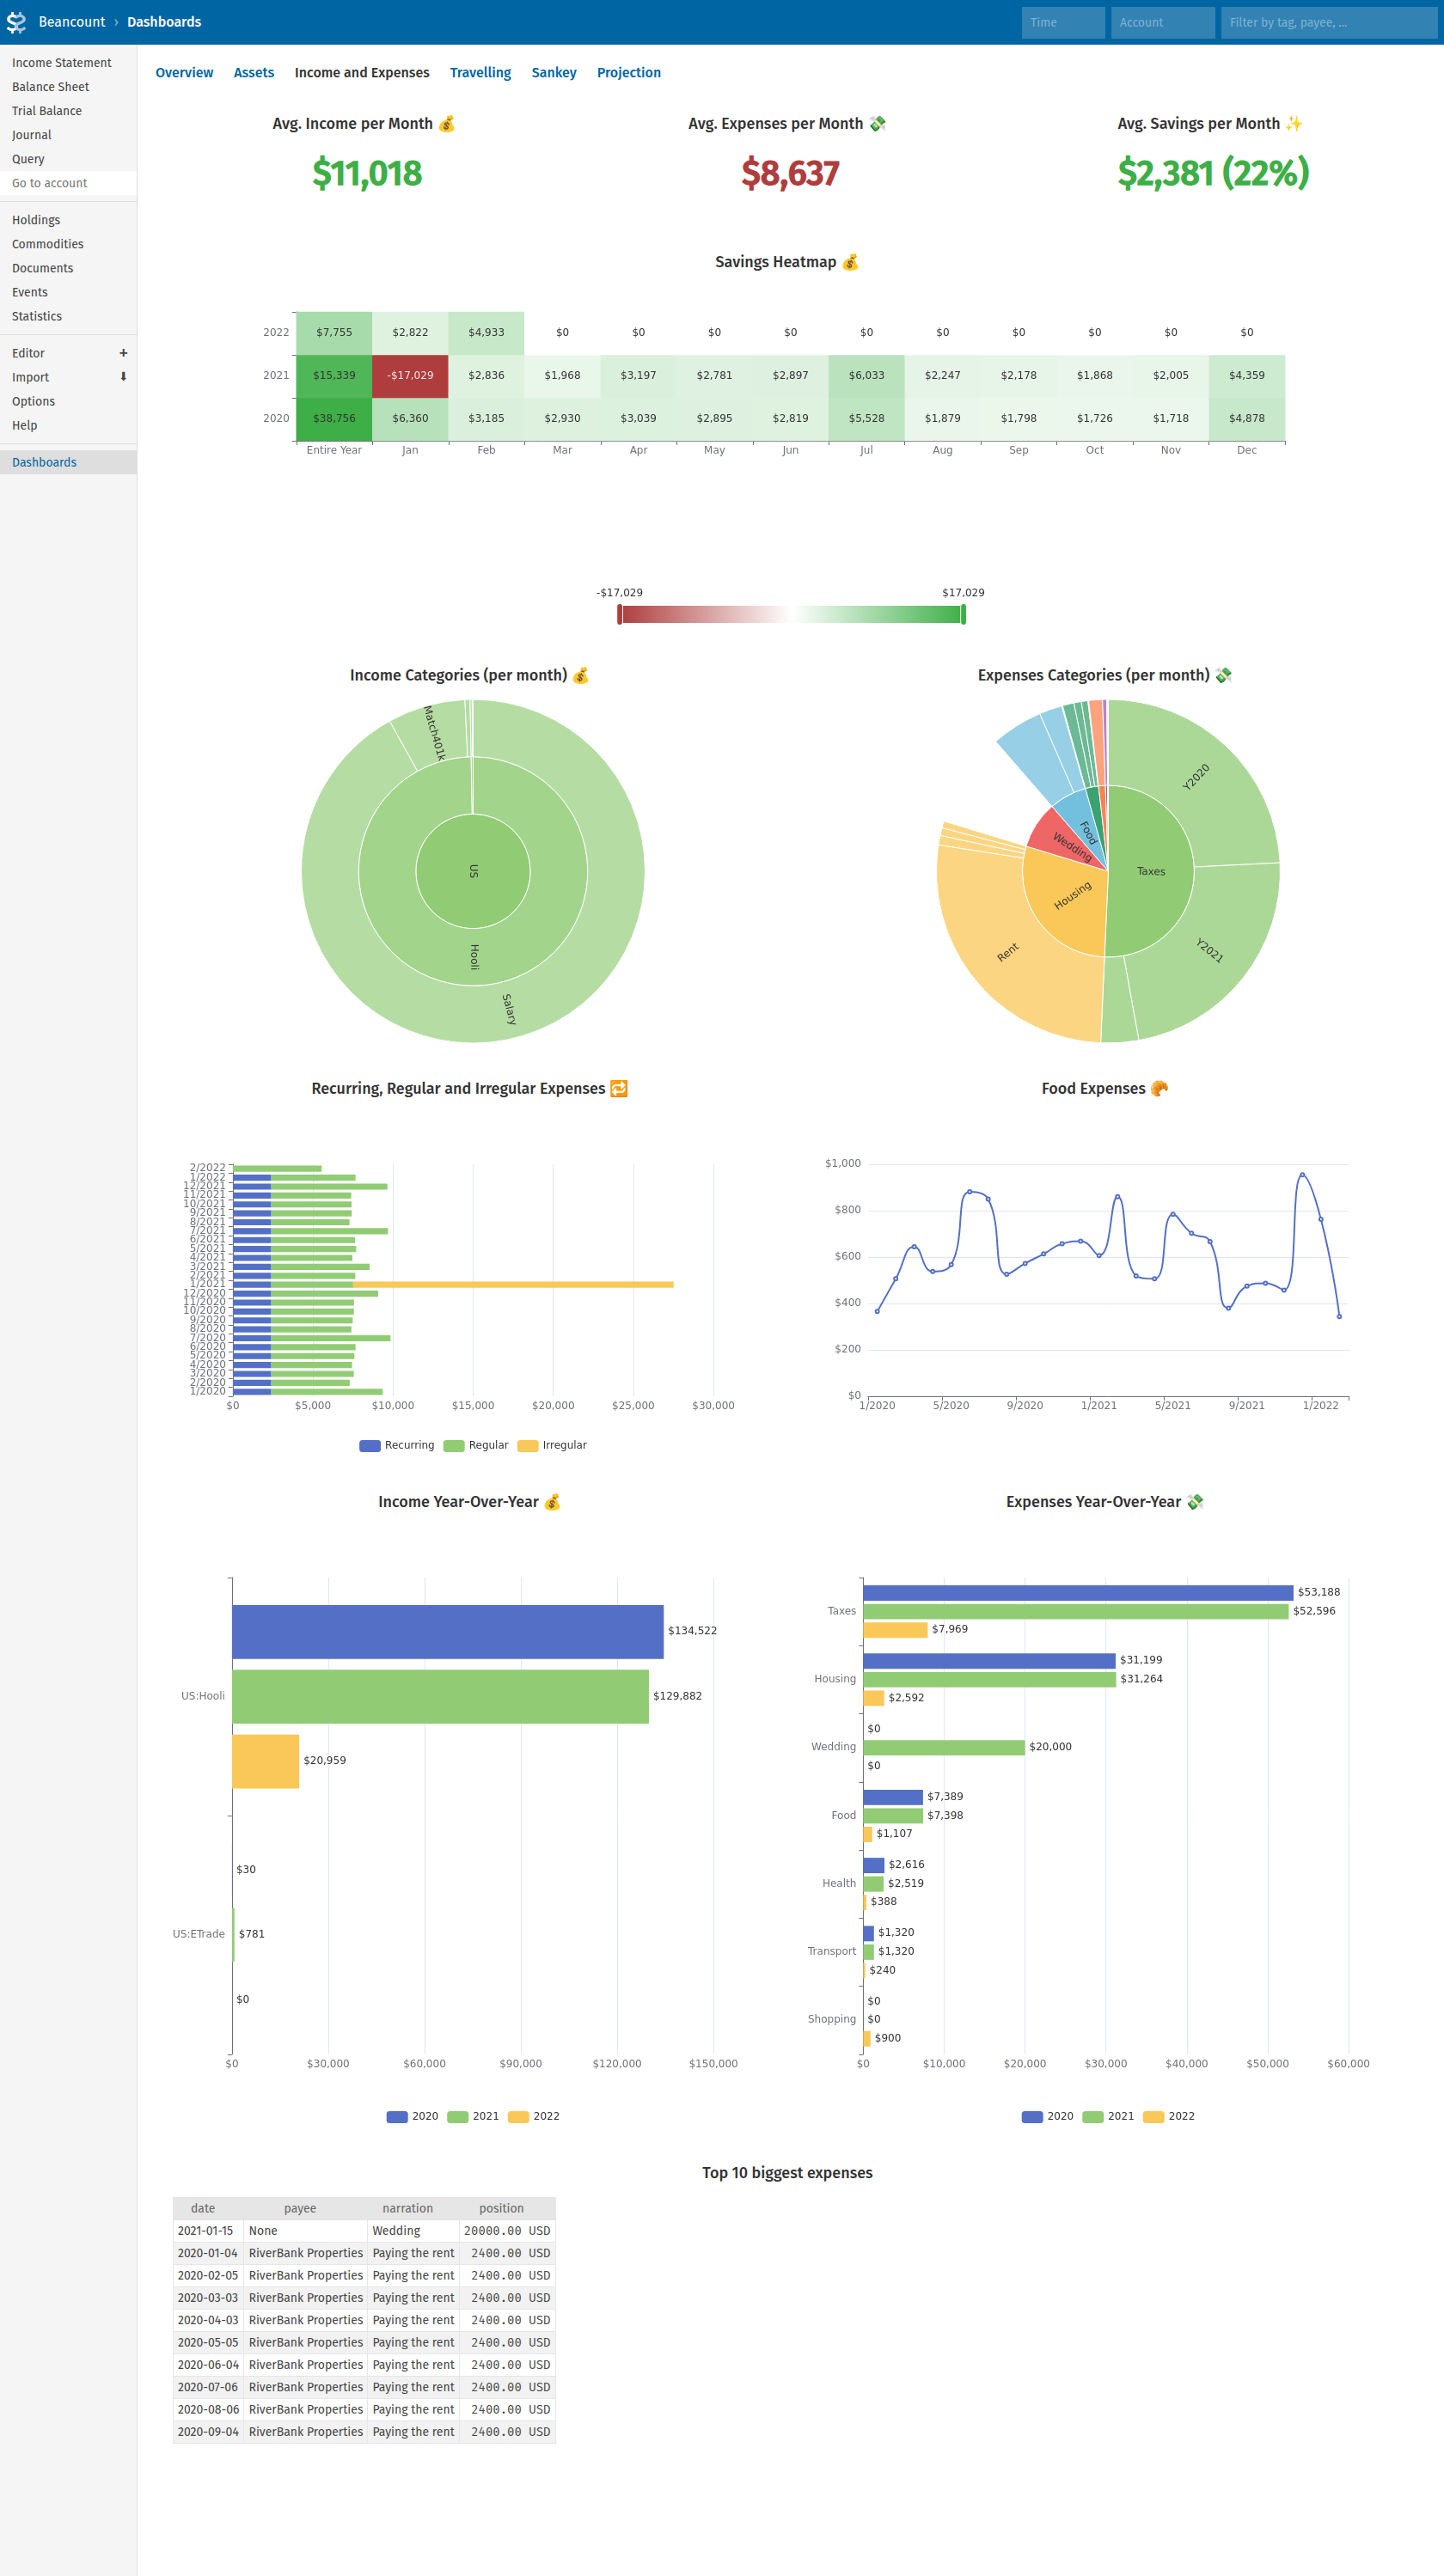 Beancount › Dashboards
Time
Account
Filter by tag, payee, ...
Income Statement
Balance Sheet
Trial Balance
Journal
Query
Go to account
Holdings
Commodities
Documents
Events
Statistics
Editor +
Import
Options
Help
Dashboards
Overview Assets Income and Expenses Travelling Sankey Projection
Avg. Income per Month 💰
$11,018
Avg. Expenses per Month 💸
$8,637
Avg. Savings per Month ✨
$2,381 (22%)
Savings Heatmap 💰
2022 $7,755 $2,822 $4,933 $0 $0 $0 $0 $0 $0 $0 $0 $0 $0
2021 $15,339 -$17,029 $2,836 $1,968 $3,197 $2,781 $2,897 $6,033 $2,247 $2,178 $1,868 $2,005 $4,359
2020 $38,756 $6,360 $3,185 $2,930 $3,039 $2,895 $2,819 $5,528 $1,879 $1,798 $1,726 $1,718 $4,878
Entire Year Jan Feb Mar Apr May Jun Jul Aug Sep Oct Nov Dec
-$17,029 $17,029
Income Categories (per month) 💰
Match401k
US
Hooli
Salary
Expenses Categories (per month) 💸
Y2020
Food
Wedding
Taxes
Housing
Rent
Y2021
Recurring, Regular and Irregular Expenses 🔁
2/2022
1/2022
12/2021
11/2021
10/2021
9/2021
8/2021
7/2021
6/2021
5/2021
4/2021
3/2021
2/2021
1/2021
12/2020
11/2020
10/2020
9/2020
8/2020
7/2020
6/2020
5/2020
4/2020
3/2020
2/2020
1/2020
$0 $5,000 $10,000 $15,000 $20,000 $25,000 $30,000
Recurring Regular Irregular
Food Expenses 🥐
$1,000
$800
$600
$400
$200
$0
1/2020 5/2020 9/2020 1/2021 5/2021 9/2021 1/2022
Income Year-Over-Year 💰
$134,522
US:Hooli $129,882
$20,959
$30
US:ETrade $781
$0
$0 $30,000 $60,000 $90,000 $120,000 $150,000
2020 2021 2022
Expenses Year-Over-Year 💸
$53,188
Taxes $52,596
$7,969
$31,199
Housing $31,264
$2,592
$0
Wedding $20,000
$0
$7,389
Food $7,398
$1,107
$2,616
Health $2,519
$388
$1,320
Transport $1,320
$240
$0
Shopping $0
$900
$0 $10,000 $20,000 $30,000 $40,000 $50,000 $60,000
2020 2021 2022
Top 10 biggest expenses
date payee narration position
2021-01-15 None Wedding 20000.00 USD
2020-01-04 RiverBank Properties Paying the rent 2400.00 USD
2020-02-05 RiverBank Properties Paying the rent 2400.00 USD
2020-03-03 RiverBank Properties Paying the rent 2400.00 USD
2020-04-03 RiverBank Properties Paying the rent 2400.00 USD
2020-05-05 RiverBank Properties Paying the rent 2400.00 USD
2020-06-04 RiverBank Properties Paying the rent 2400.00 USD
2020-07-06 RiverBank Properties Paying the rent 2400.00 USD
2020-08-06 RiverBank Properties Paying the rent 2400.00 USD
2020-09-04 RiverBank Properties Paying the rent 2400.00 USD